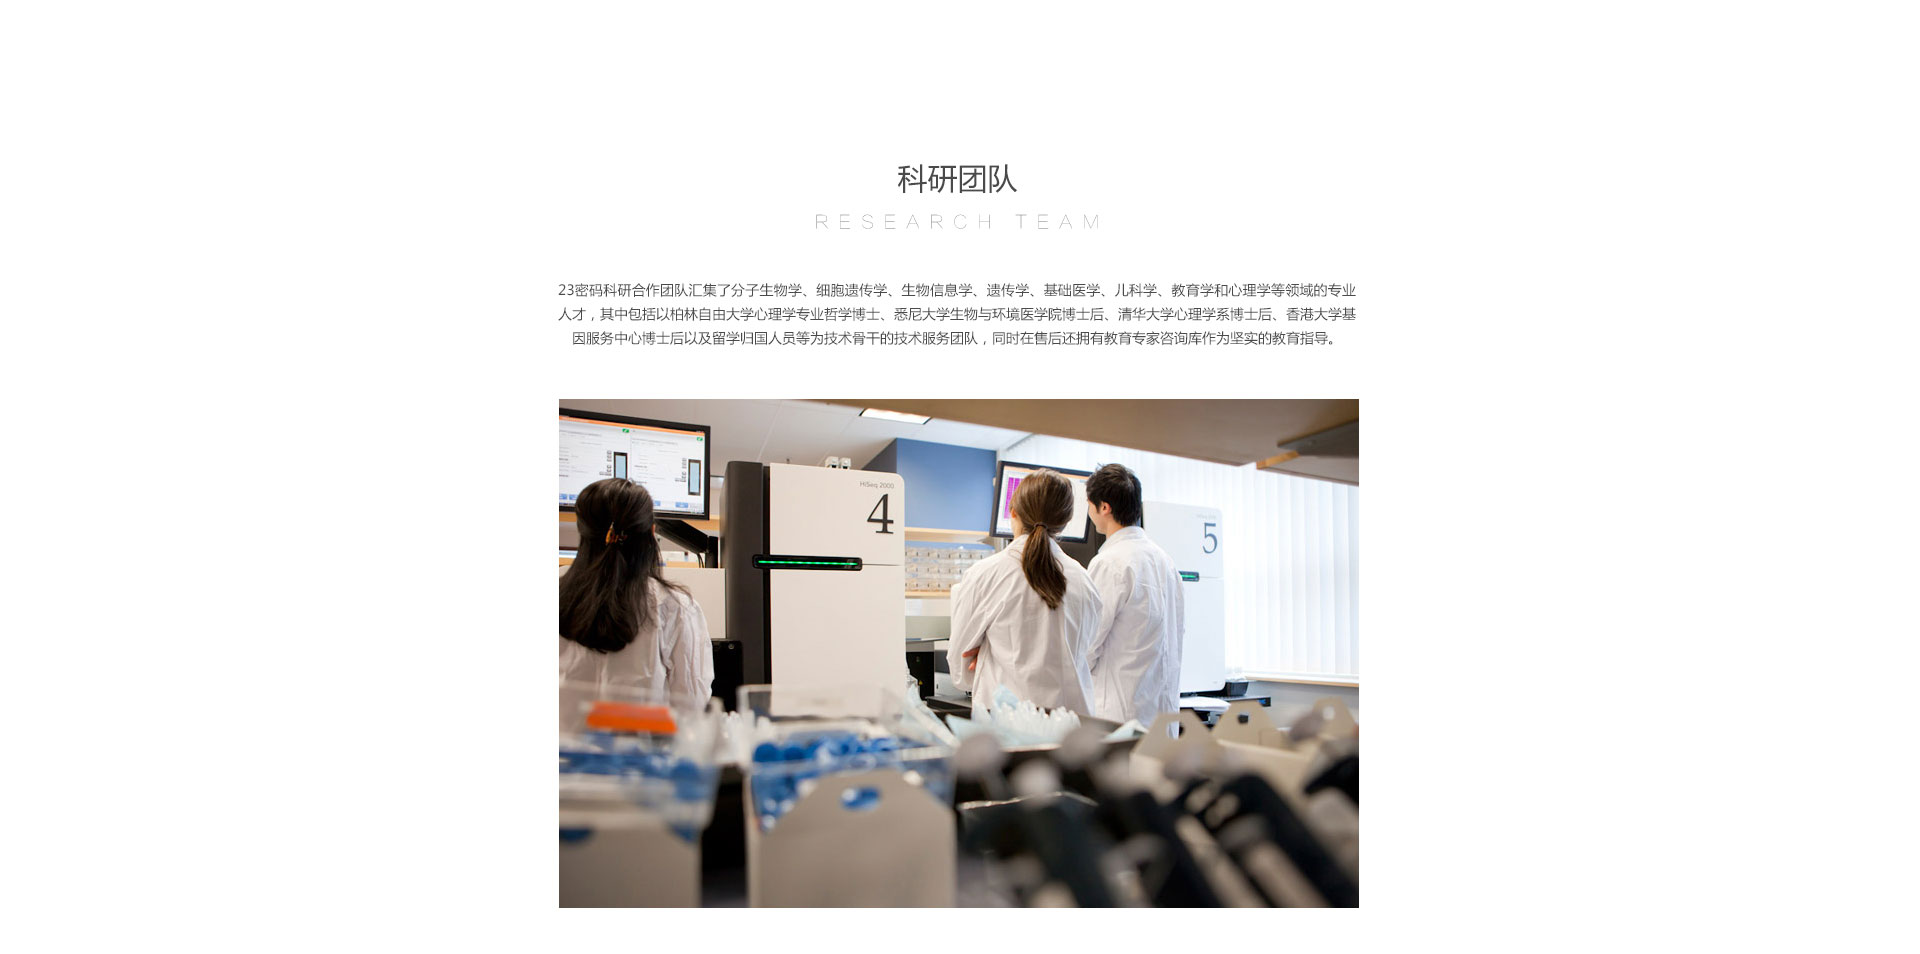 科研团队
RESEARCH TEAM
23密码科研合作团队汇集了分子生物学、细胞遗传学、生物信息学、遗传学、基础医学、儿科学、教育学和心理学等领域的专业
人才，其中包括以柏林自由大学心理学专业哲学博士、悉尼大学生物与环境医学院博士后、清华大学心理学系博士后、香港大学基
因服务中心博士后以及留学归国人员等为技术骨干的技术服务团队，同时在售后还拥有教育专家咨询库作为坚实的教育指导。
HiSeq 2000
4
5